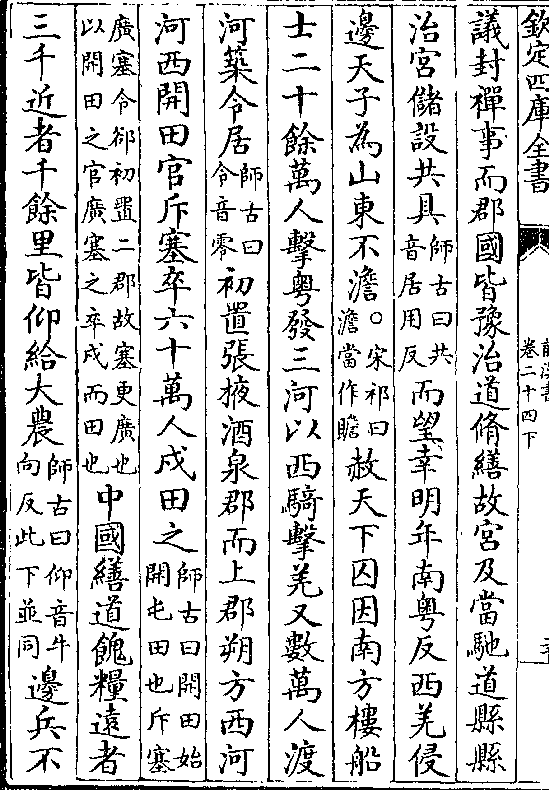 欽定四庫全書
卷二十四下
議封禪事而郡國皆豫治道脩繕故宮及當馳道縣縣
治宮儲設共具師古曰共音居用反而望幸明年南粤反西羌侵
邊天子為山東不澹〇宋祁曰澹當作贍赦天下囚因南方樓船
士二十餘萬人擊粤發三河以西騎擊羌又數萬人渡
河築令居師古曰令音零初置張掖酒泉郡而上郡朔方西河
河西開田官斥塞卒六十萬人戍田之師古曰開田始開屯田也斥塞
廣塞令郤初置二郡故塞更廣也以開田之官廣塞之卒戍而田也中國繕道餽糧遠者
三千近者千餘里皆仰給大農師古曰仰音牛向反此下並同邊兵不